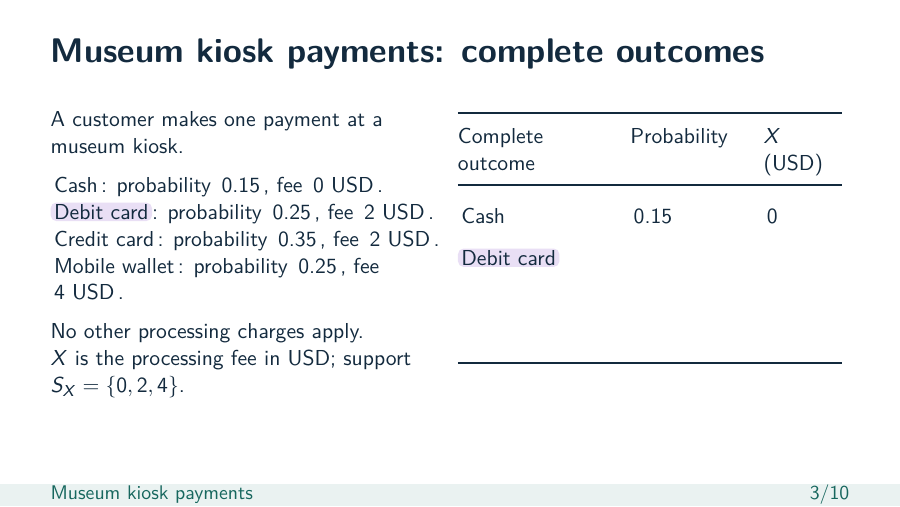 Museum kiosk payments: complete outcomes
A customer makes one payment at a
museum kiosk.
Cash: probability 0.15, fee 0 USD.
Debit card: probability 0.25, fee 2 USD.
Credit card: probability 0.35, fee 2 USD.
Mobile wallet: probability 0.25, fee
4 USD.
No other processing charges apply.
X is the processing fee in USD; support
S_X = {0, 2, 4}.
Complete outcome Probability X (USD)
Cash 0.15 0
Debit card
Museum kiosk payments 3/10